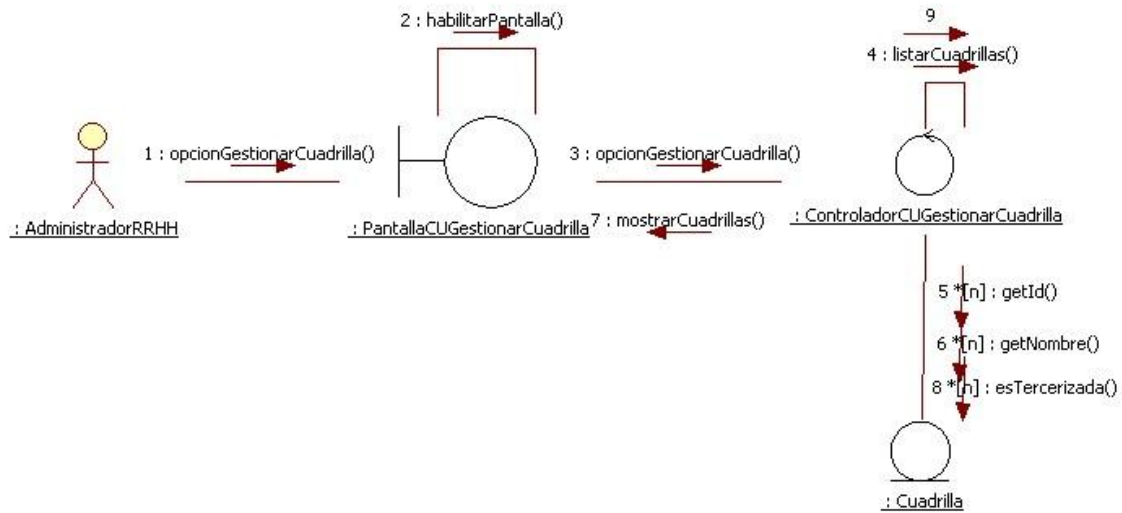 2 : habilitarPantalla()
9
4 : listarCuadrillas()
1 : opcionGestionarCuadrilla()
3 : opcionGestionarCuadrilla()
: AdministradorRRHH
: PantallaCUGestionarCuadrilla
7 : mostrarCuadrillas()
: ControladorCUGestionarCuadrilla
5 *[n] : getId()
6 *[n] : getNombre()
8 *[n] : esTercerizada()
: Cuadrilla